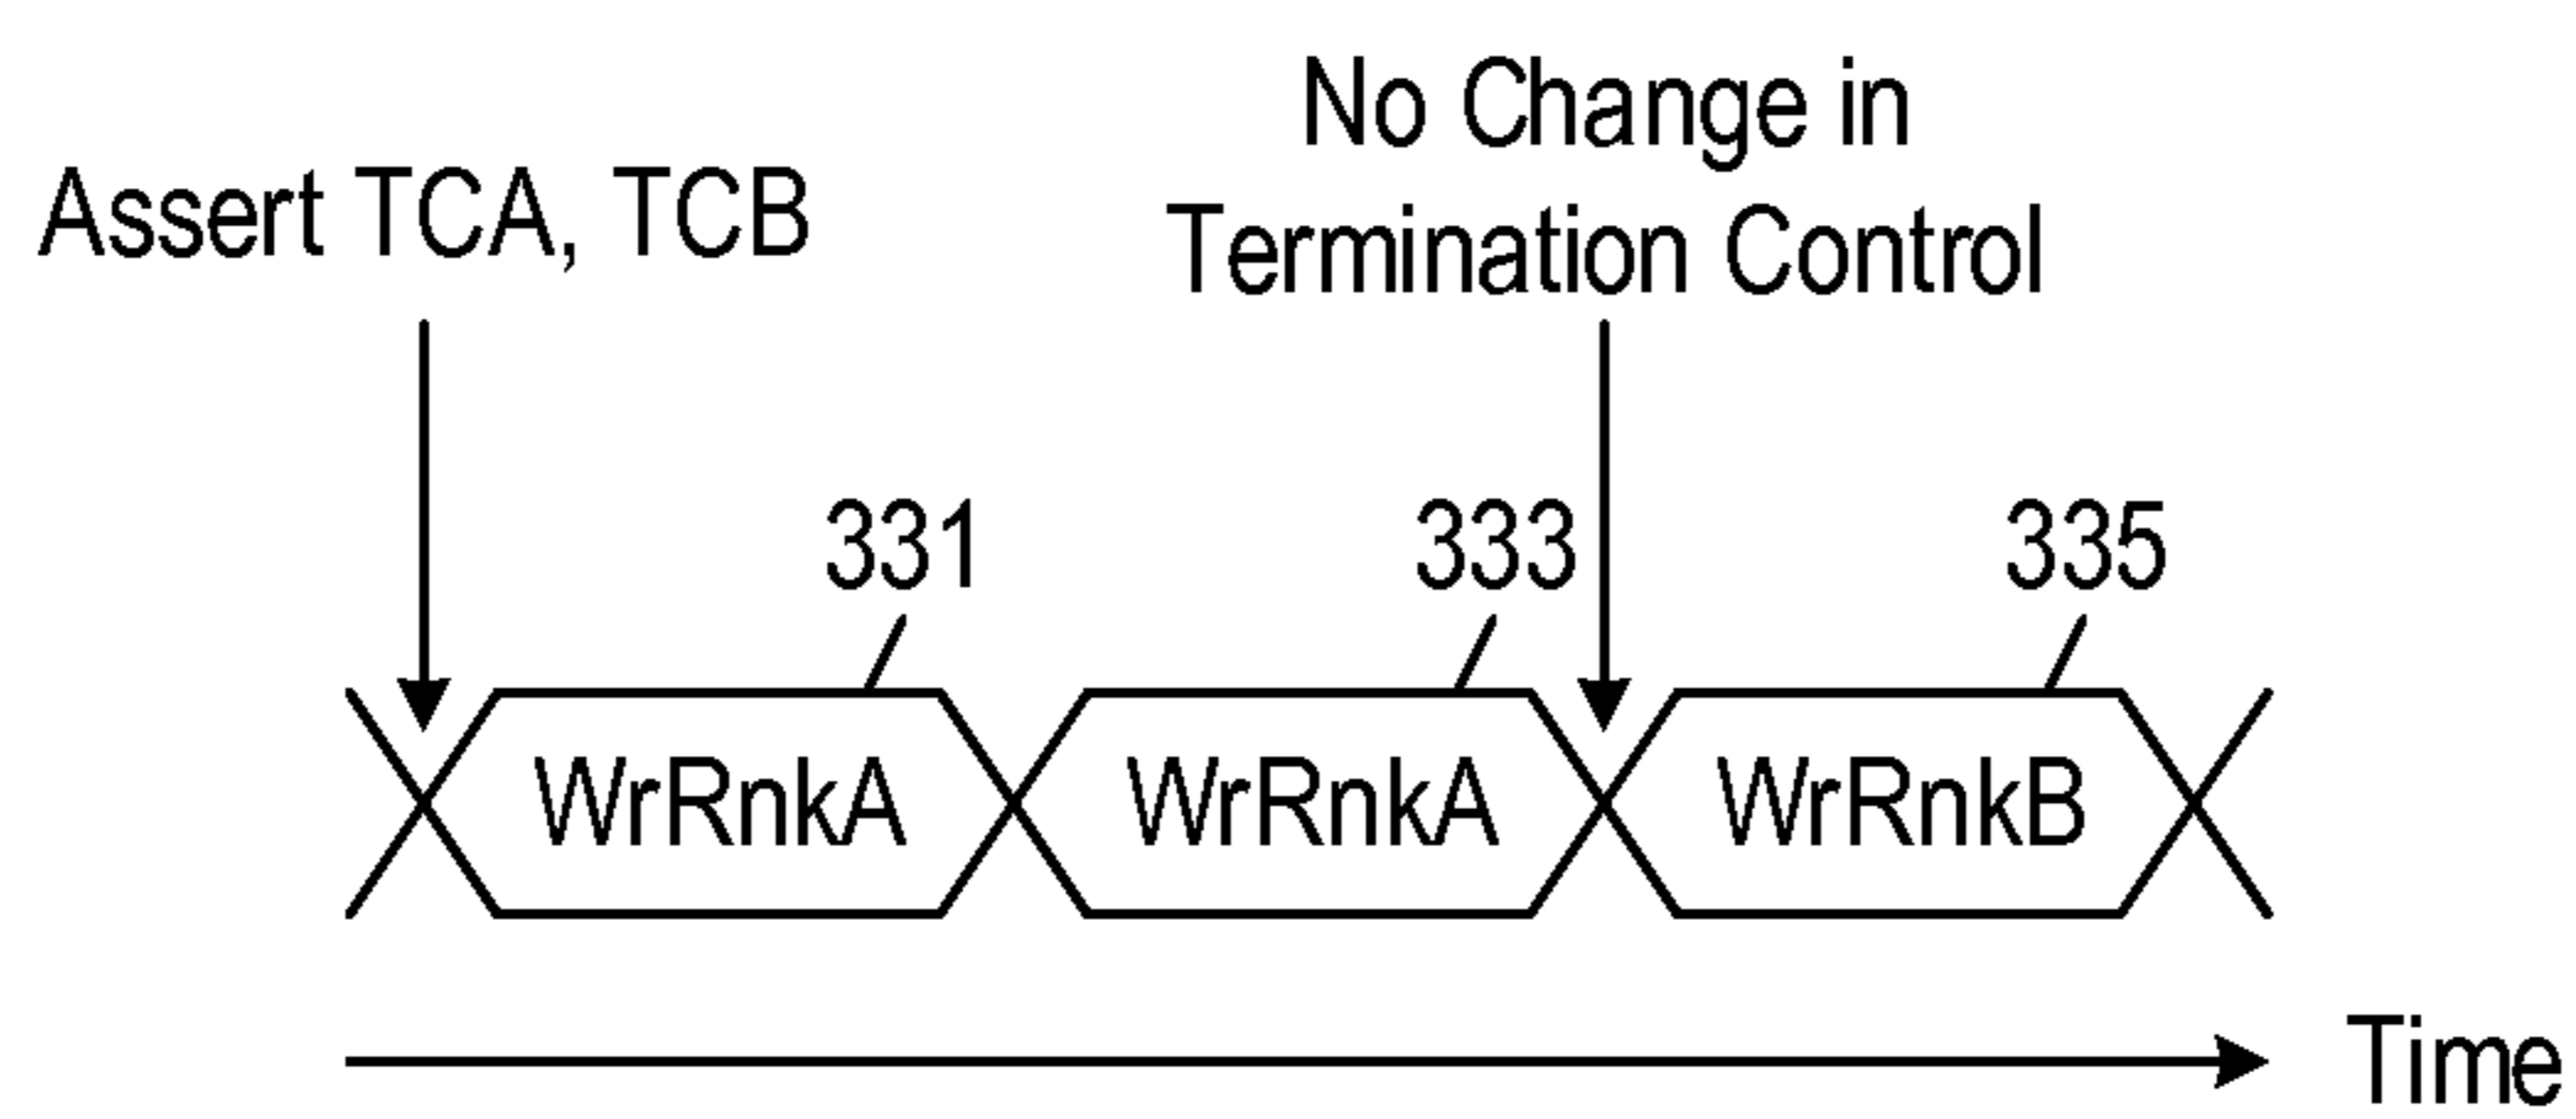 No Change in
Assert TCA, TCB
Termination Control
331
333
335
WrRnkA
WrRnkA
WrRnkB
Time